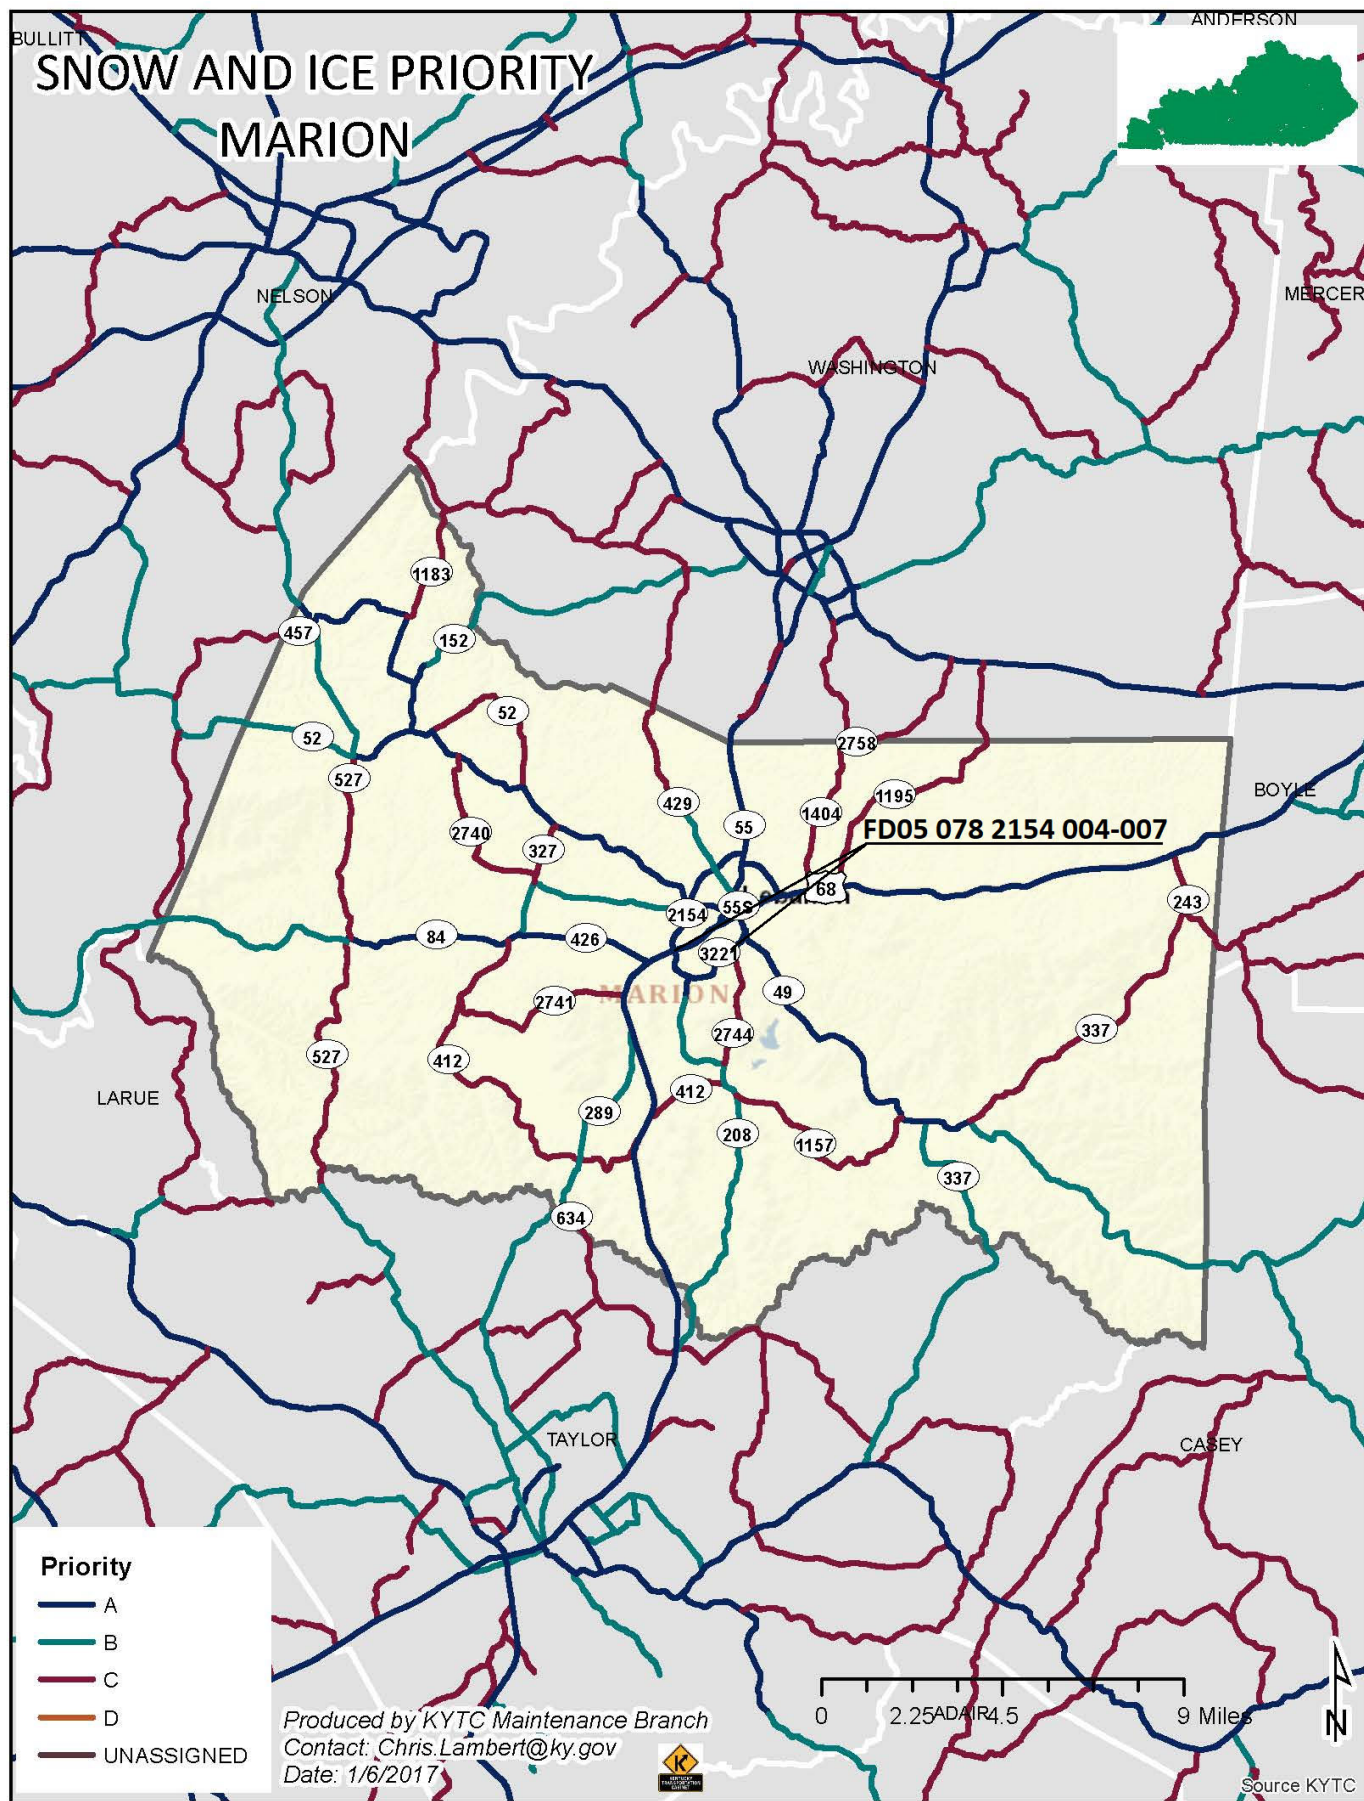 ANDERSON
BULLITT
SNOW AND ICE PRIORITY
MARION
NELSON
MERCER
WASHINGTON
1183
457
152
52
52
2758
527
BOYLE
1195
429
1404
55
2740
FD05 078 2154 004-007
327
68
243
55S
2154
84
426
3221
49
MARION
2741
337
2744
527
412
412
LARUE
289
208
1157
337
634
TAYLOR
CASEY
Priority
A
B
C
D
UNASSIGNED
0 2.25 ADAIR 4.5 9 Miles
N
Produced by KYTC Maintenance Branch
Contact: Chris.Lambert@ky.gov
Date: 1/6/2017
K
KENTUCKY
TRANSPORTATION
CABINET
Source KYTC